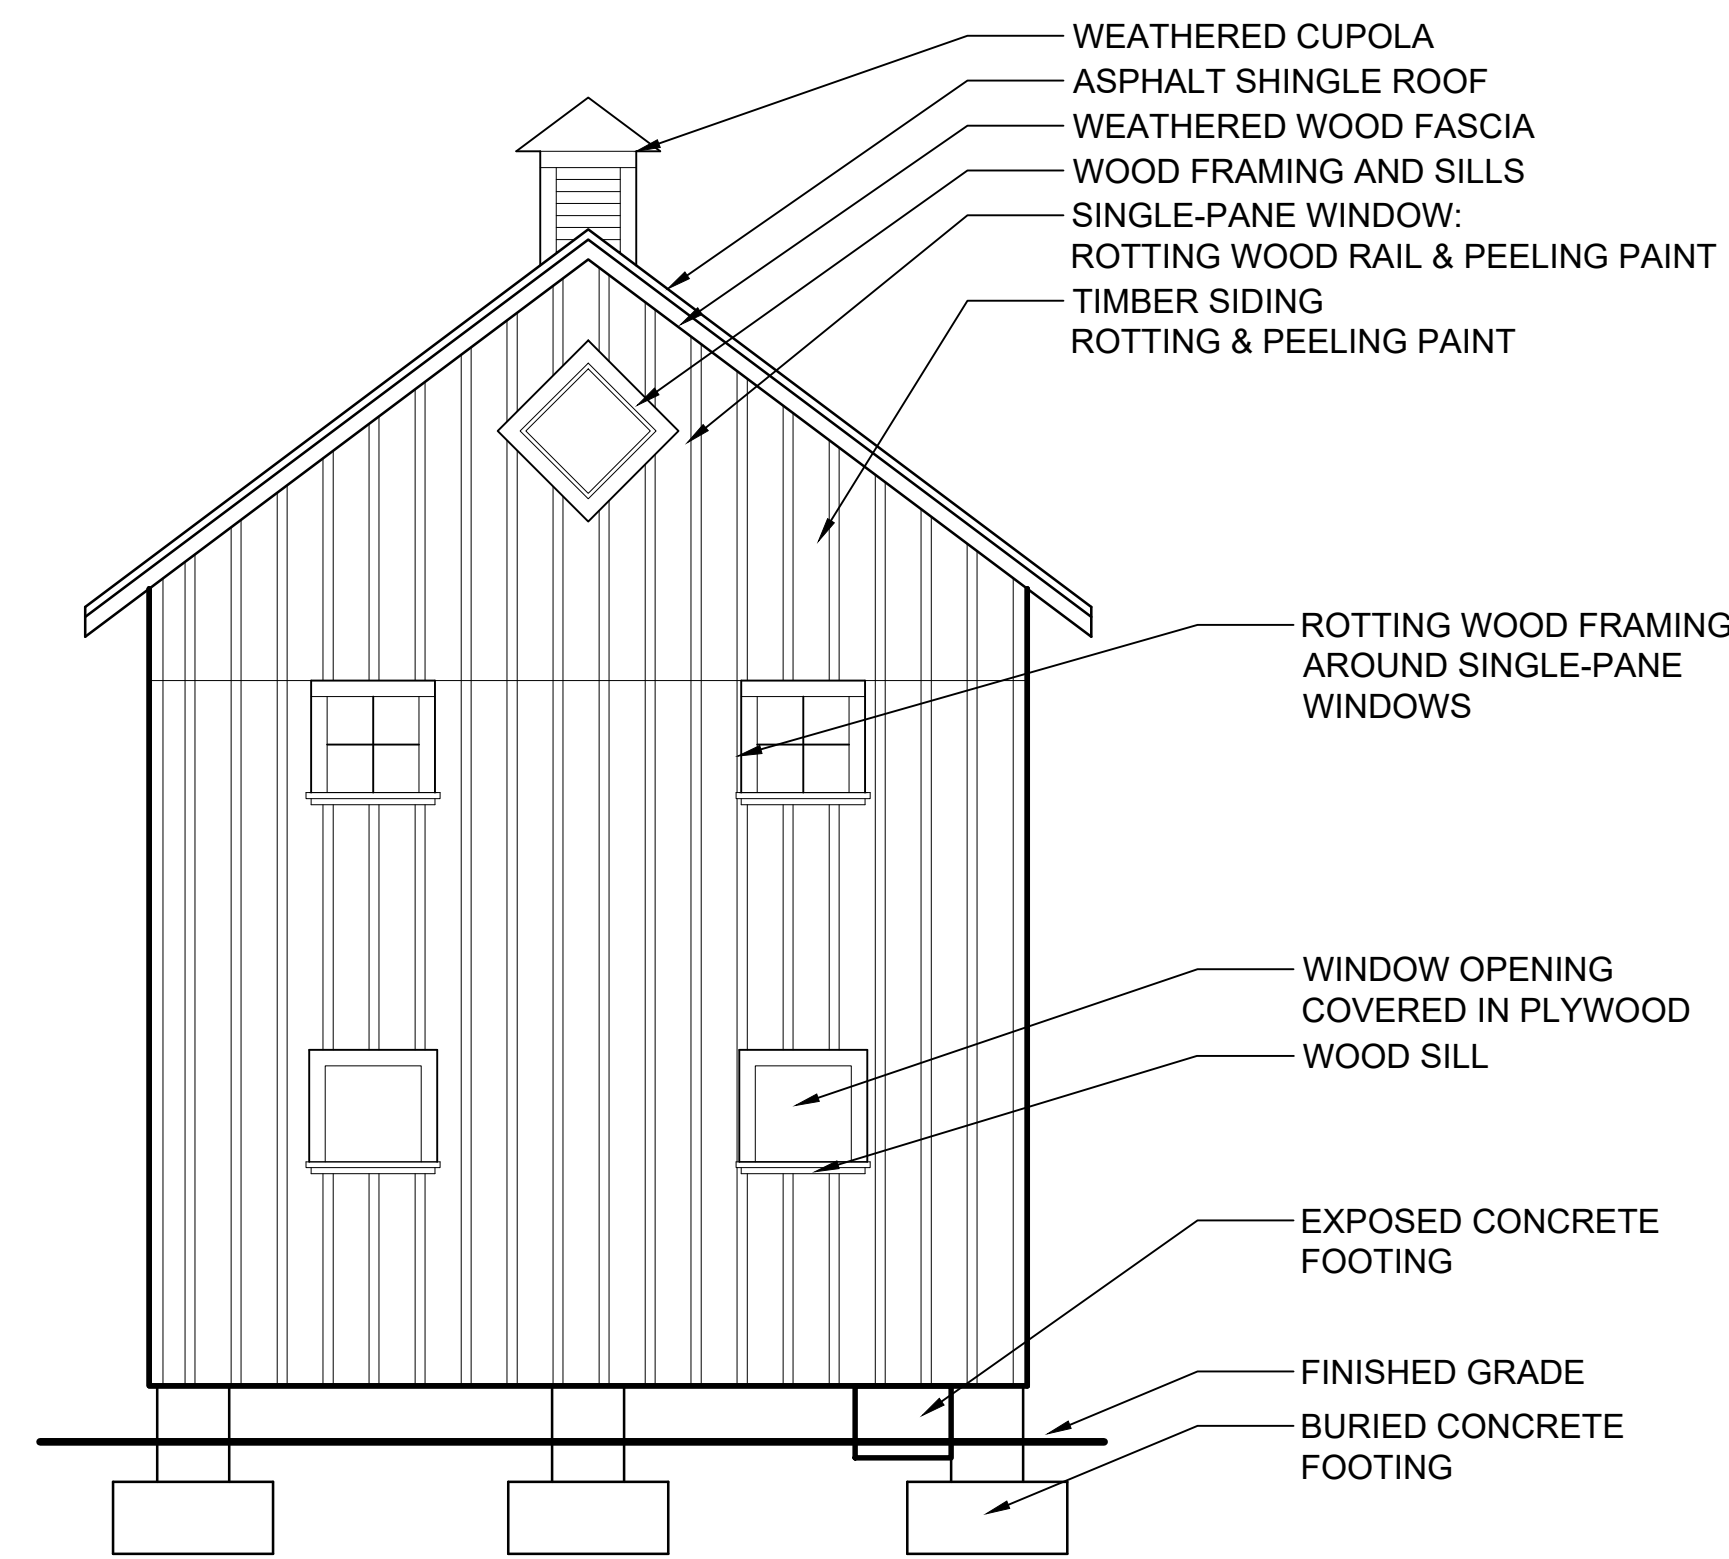 WEATHERED CUPOLA
ASPHALT SHINGLE ROOF
WEATHERED WOOD FASCIA
WOOD FRAMING AND SILLS
SINGLE-PANE WINDOW:
ROTTING WOOD RAIL & PEELING PAINT
TIMBER SIDING
ROTTING & PEELING PAINT
ROTTING WOOD FRAMING
AROUND SINGLE-PANE
WINDOWS
WINDOW OPENING
COVERED IN PLYWOOD
WOOD SILL
EXPOSED CONCRETE
FOOTING
FINISHED GRADE
BURIED CONCRETE
FOOTING